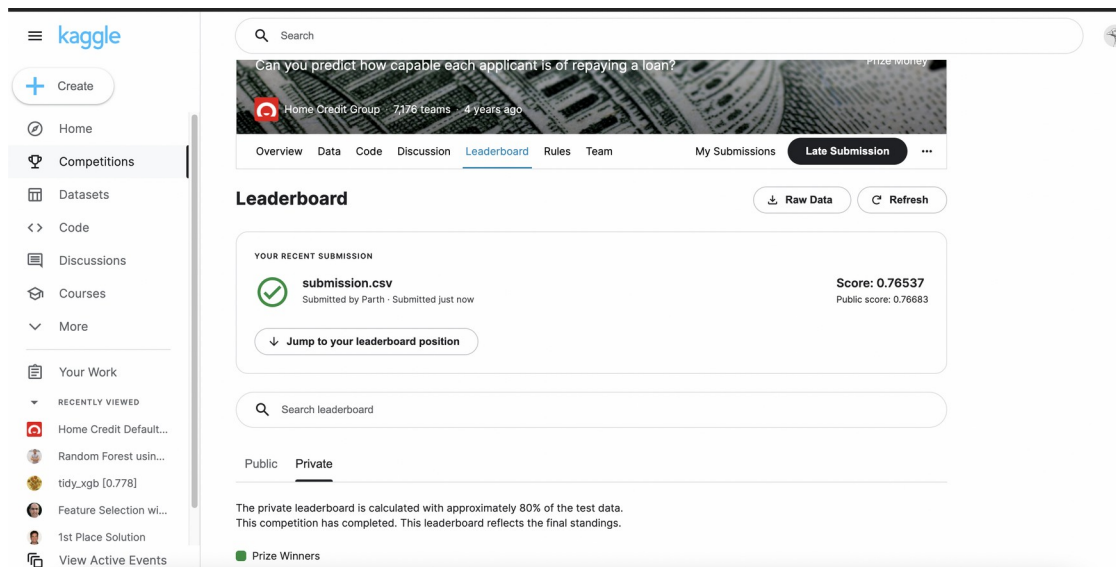 kaggle
Search
Create
Home
Competitions
Datasets
Code
Discussions
Courses
More
Your Work
RECENTLY VIEWED
Home Credit Default...
Random Forest usin...
tidy_xgb [0.778]
Feature Selection wi...
1st Place Solution
View Active Events
Can you predict how capable each applicant is of repaying a loan?
Prize Money
Home Credit Group · 7,176 teams · 4 years ago
Overview Data Code Discussion Leaderboard Rules Team My Submissions Late Submission ...
Leaderboard
Raw Data Refresh
YOUR RECENT SUBMISSION
submission.csv Score: 0.76537
Submitted by Parth · Submitted just now Public score: 0.76683
Jump to your leaderboard position
Search leaderboard
Public Private
The private leaderboard is calculated with approximately 80% of the test data.
This competition has completed. This leaderboard reflects the final standings.
Prize Winners